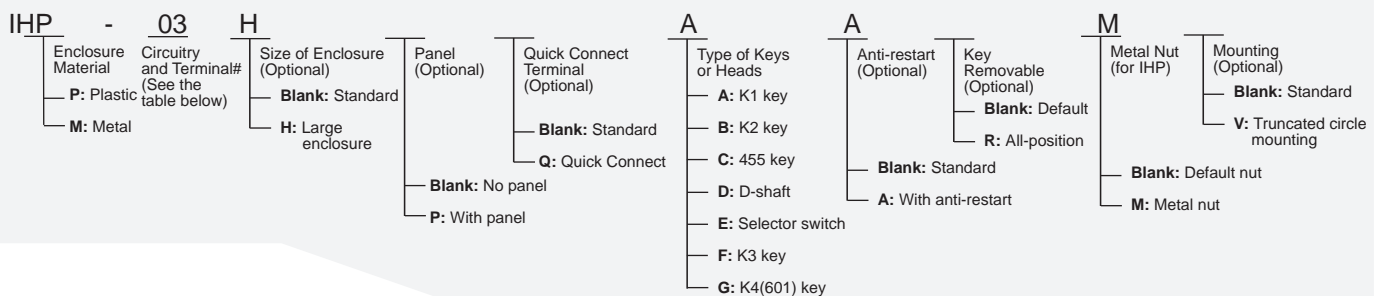 IHP - 03 H A A M
Enclosure
Material
P: Plastic
M: Metal
Circuitry
and Terminal#
(See the
table below)
Size of Enclosure
(Optional)
Blank: Standard
H: Large
enclosure
Panel
(Optional)
Blank: No panel
P: With panel
Quick Connect
Terminal
(Optional)
Blank: Standard
Q: Quick Connect
Type of Keys
or Heads
A: K1 key
B: K2 key
C: 455 key
D: D-shaft
E: Selector switch
F: K3 key
G: K4(601) key
Anti-restart
(Optional)
Blank: Standard
A: With anti-restart
Key
Removable
(Optional)
Blank: Default
R: All-position
Metal Nut
(for IHP)
Blank: Default nut
M: Metal nut
Mounting
(Optional)
Blank: Standard
V: Truncated circle
mounting